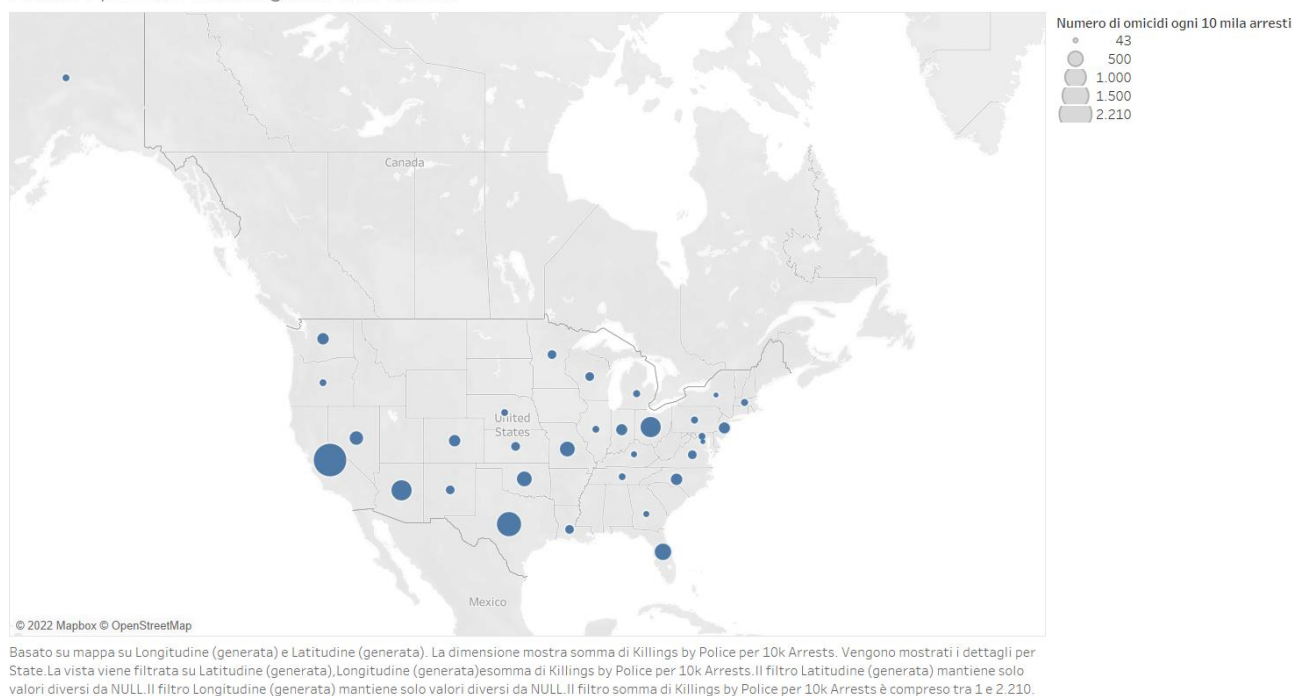 Numero di omicidi ogni 10 mila arresti
43
500
1.000
1.500
2.210
Canada
United
States
Mexico
© 2022 Mapbox © OpenStreetMap
Basato su mappa su Longitudine (generata) e Latitudine (generata). La dimensione mostra somma di Killings by Police per 10k Arrests. Vengono mostrati i dettagli per
State.La vista viene filtrata su Latitudine (generata),Longitudine (generata)esomma di Killings by Police per 10k Arrests.Il filtro Latitudine (generata) mantiene solo
valori diversi da NULL.Il filtro Longitudine (generata) mantiene solo valori diversi da NULL.Il filtro somma di Killings by Police per 10k Arrests è compreso tra 1 e 2.210.